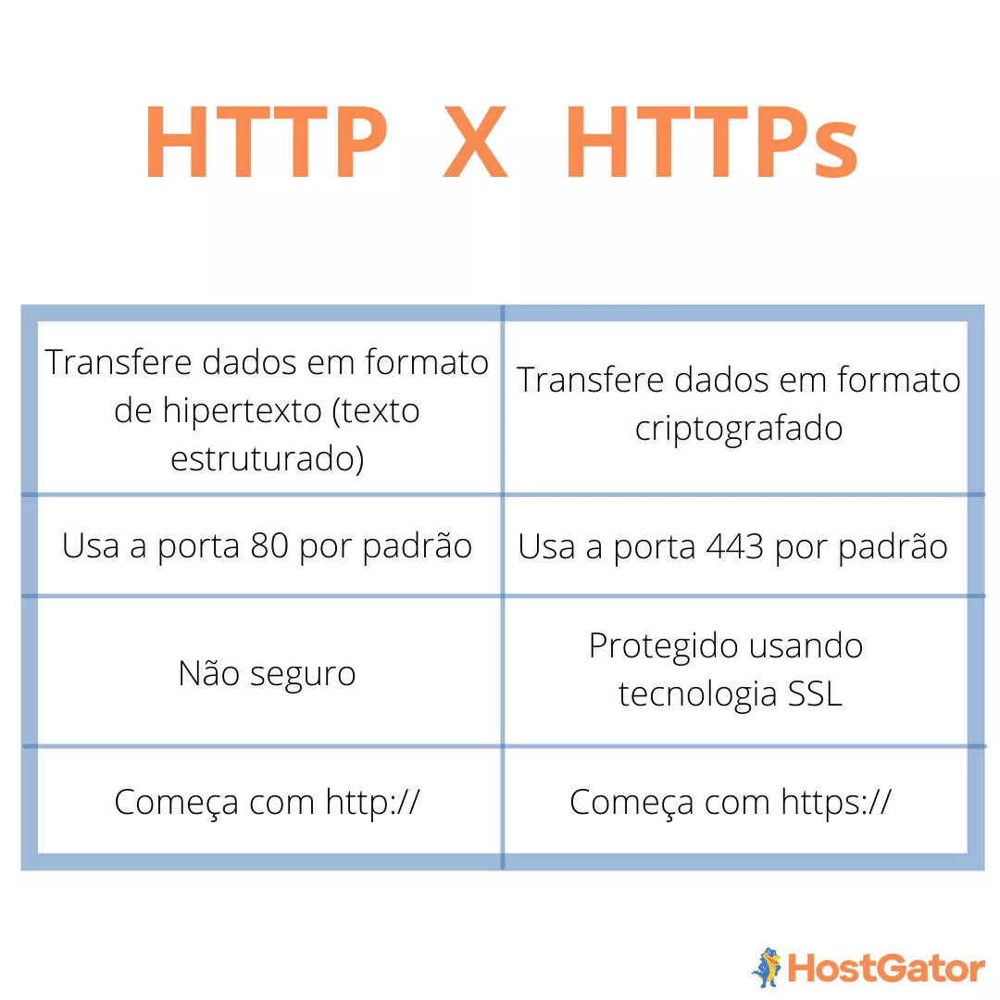 HTTP X HTTPs
Transfere dados em formato
de hipertexto (texto
estruturado)
Transfere dados em formato
criptografado
Usa a porta 80 por padrão
Usa a porta 443 por padrão
Não seguro
Protegido usando
tecnologia SSL
Começa com http://
Começa com https://
HostGator